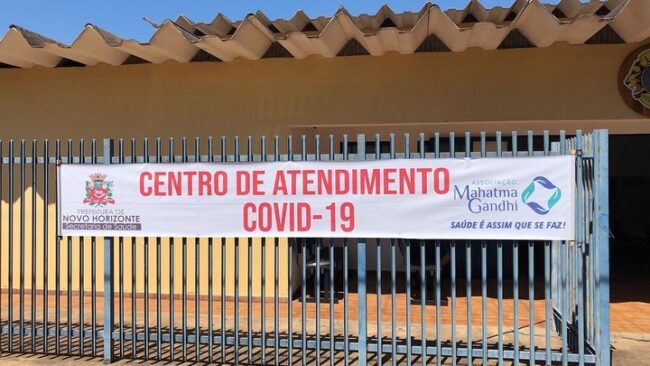 CENTRO DE ATENDIMENTO
COVID-19
PREFEITURA DE
NOVO HORIZONTE
Secretaria de Saúde
ASSOCIAÇÃO
Mahatma
Gandhi
SAÚDE É ASSIM QUE SE FAZ!